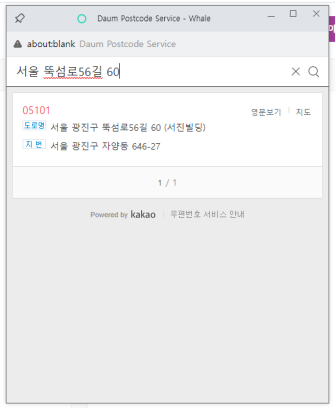 Daum Postcode Service - Whale
about:blank Daum Postcode Service
서울 뚝섬로56길 60
05101
영문보기 지도
도로명 서울 광진구 뚝섬로56길 60 (서진빌딩)
지번 서울 광진구 자양동 646-27
1 / 1
Powered by kakao 우편번호 서비스 안내